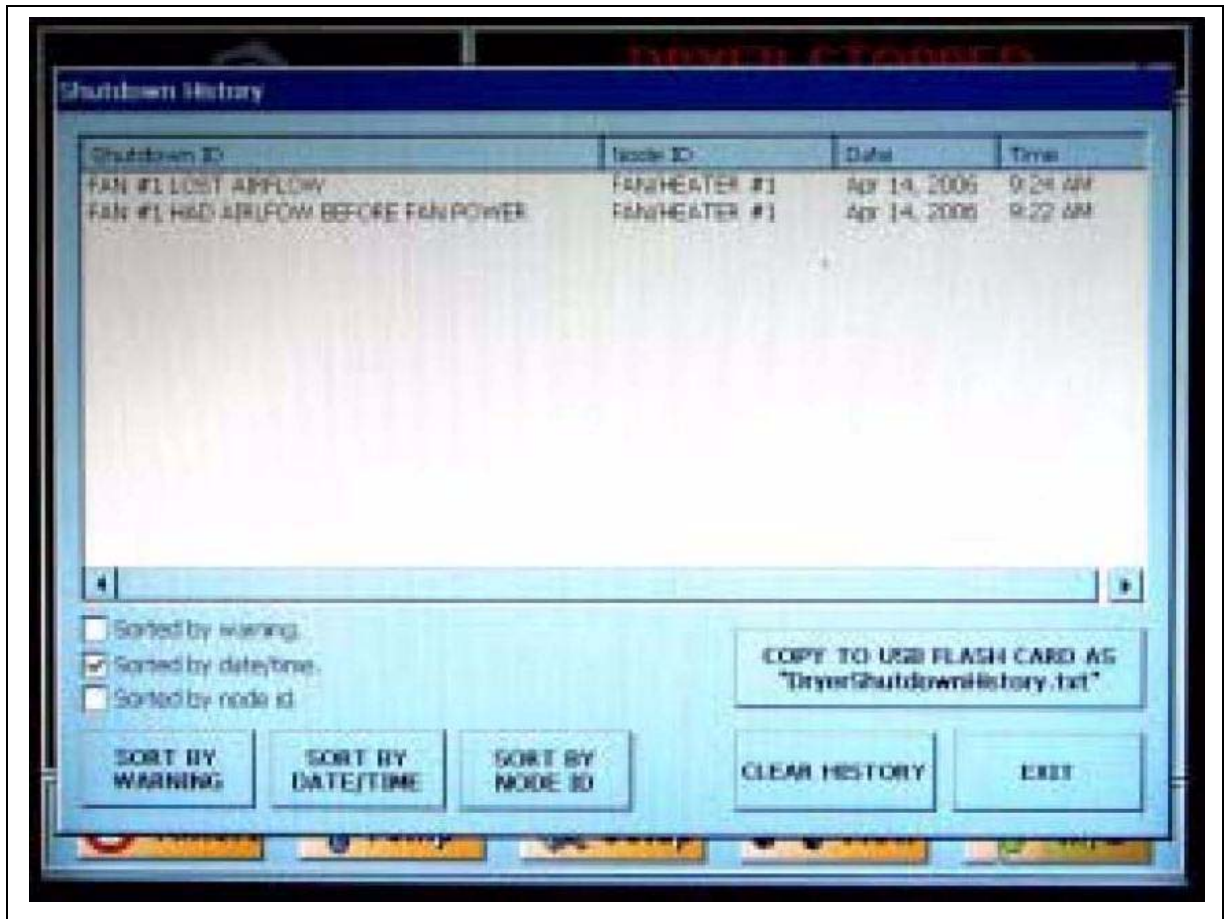 DRYER STOPPED
Shutdown History
Shutdown ID Node ID Date Time
FAN #1 LOST AIRFLOW FAN/HEATER #1 Apr 14, 2006 9:24 AM
FAN #1 HAD AIRLFOW BEFORE FAN POWER FAN/HEATER #1 Apr 14, 2006 9:22 AM
Sorted by warning.
Sorted by date/time.
Sorted by node id
COPY TO USB FLASH CARD AS
"DryerShutdownHistory.txt"
SORT BY
WARNING
SORT BY
DATE/TIME
SORT BY
NODE ID
CLEAR HISTORY
EXIT